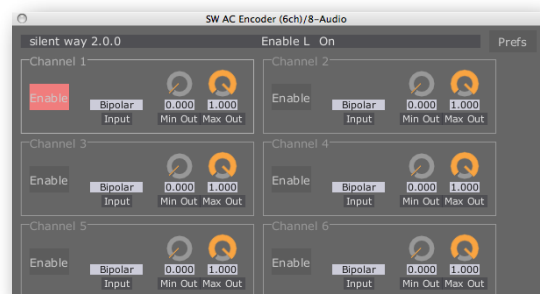 SW AC Encoder (6ch)/8-Audio
silent way 2.0.0 Enable L On Prefs
Channel 1 Channel 2
Enable Bipolar 0.000 1.000 Enable Bipolar 0.000 1.000
Input Min Out Max Out Input Min Out Max Out
Channel 3 Channel 4
Enable Bipolar 0.000 1.000 Enable Bipolar 0.000 1.000
Input Min Out Max Out Input Min Out Max Out
Channel 5 Channel 6
Enable Bipolar 0.000 1.000 Enable Bipolar 0.000 1.000
Input Min Out Max Out Input Min Out Max Out